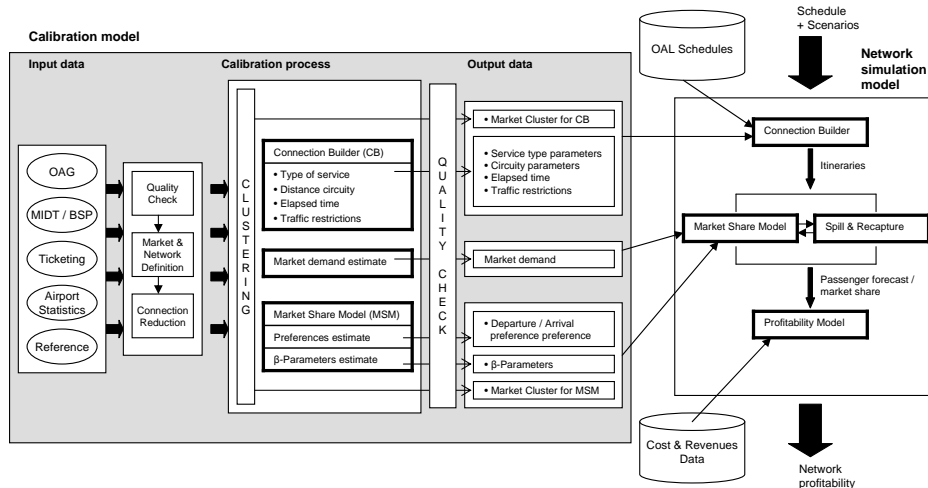 Calibration model
Input data
Calibration process
Output data
OAG
MIDT / BSP
Ticketing
Airport
Statistics
Reference
Quality
Check
Market &
Network
Definition
Connection
Reduction
CLUSTERING
Connection Builder (CB)
• Type of service
• Distance circuity
• Elapsed time
• Traffic restrictions
Market demand estimate
Market Share Model (MSM)
Preferences estimate
β-Parameters estimate
QUALITY CHECK
• Market Cluster for CB
• Service type parameters
• Circuity parameters
• Elapsed time
• Traffic restrictions
Market demand
• Departure / Arrival
preference preference
• β-Parameters
• Market Cluster for MSM
OAL Schedules
Schedule
+ Scenarios
Network
simulation
model
Connection Builder
Itineraries
Market Share Model
Spill & Recapture
Passenger forecast /
market share
Profitability Model
Cost & Revenues
Data
Network
profitability